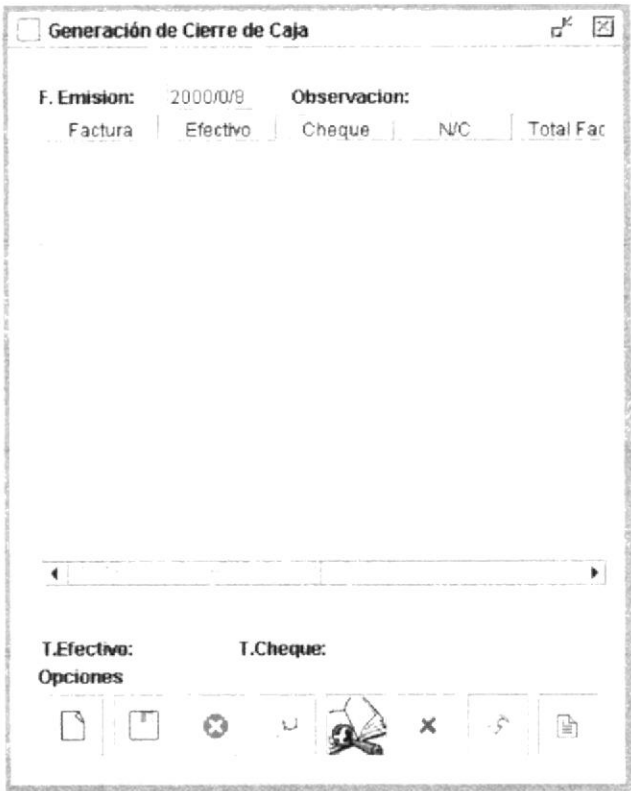 Generación de Cierre de Caja
F. Emision: 2000/0/8 Observacion:
Factura Efectivo Cheque N/C Total Fac
T.Efectivo: T.Cheque:
Opciones